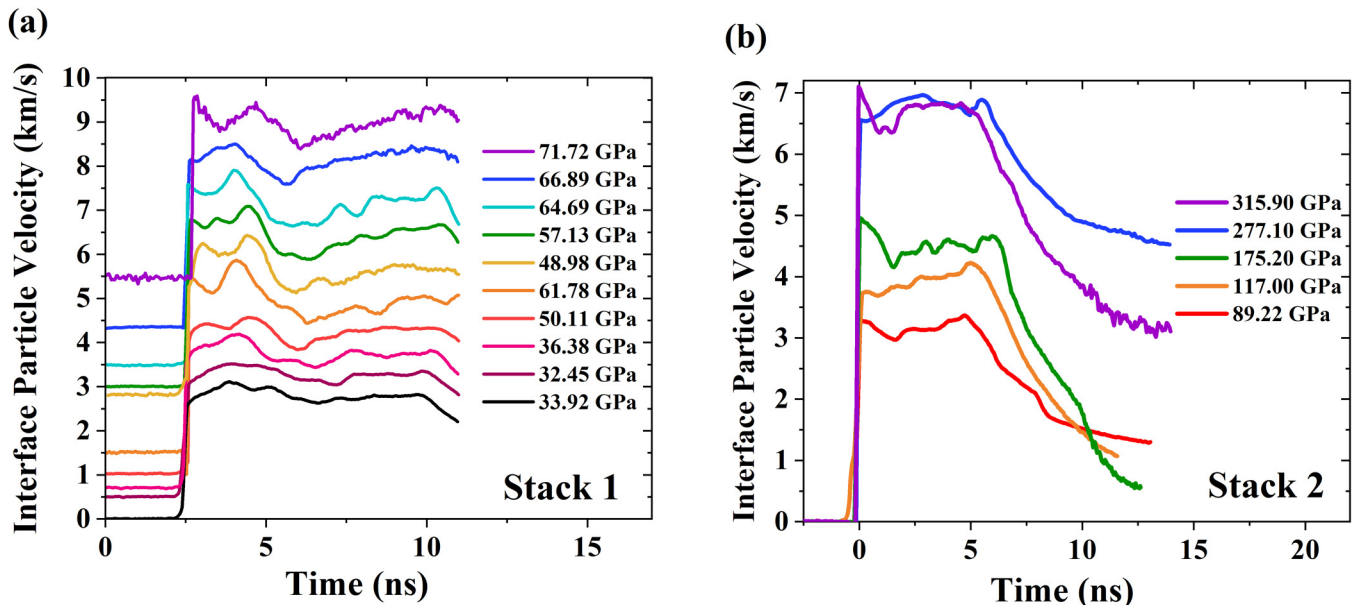 (a)
Interface Particle Velocity (km/s)
10
9
8
7
6
5
4
3
2
1
0
71.72 GPa
66.89 GPa
64.69 GPa
57.13 GPa
48.98 GPa
61.78 GPa
50.11 GPa
36.38 GPa
32.45 GPa
33.92 GPa
Stack 1
0 5 10 15
Time (ns)
(b)
Interface Particle Velocity (km/s)
7
6
5
4
3
2
1
0
315.90 GPa
277.10 GPa
175.20 GPa
117.00 GPa
89.22 GPa
Stack 2
0 5 10 15 20
Time (ns)